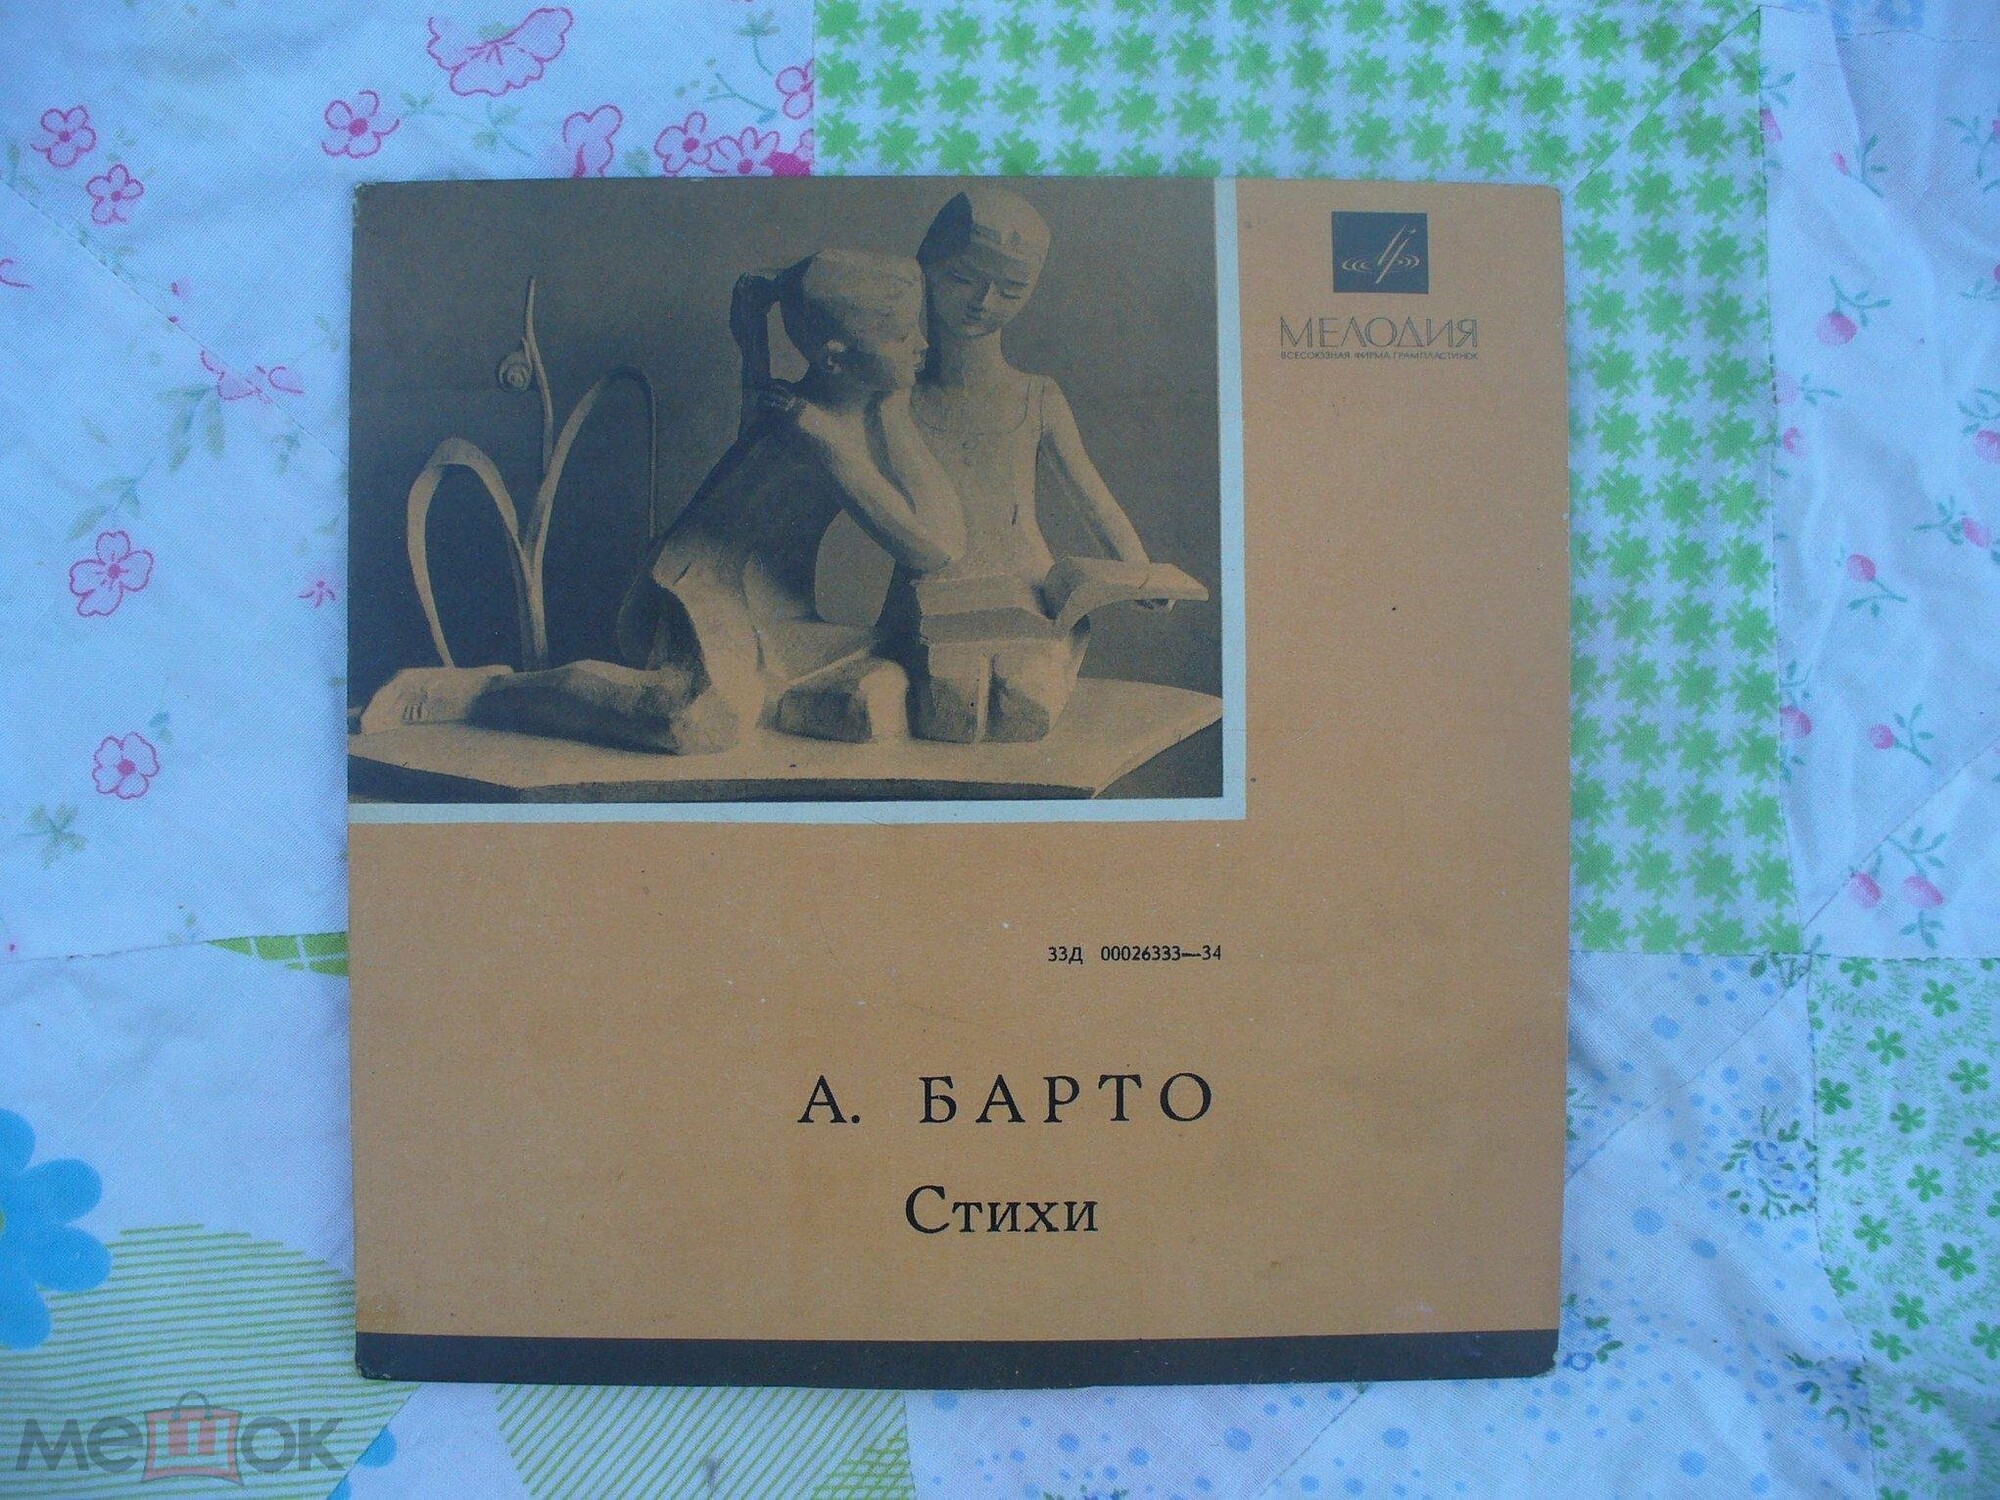 МЕЛОДИЯ
ВСЕСОЮЗНАЯ ФИРМА ГРАМПЛАСТИНОК
33Д 00026333—34
А. БАРТО
Стихи
мешок